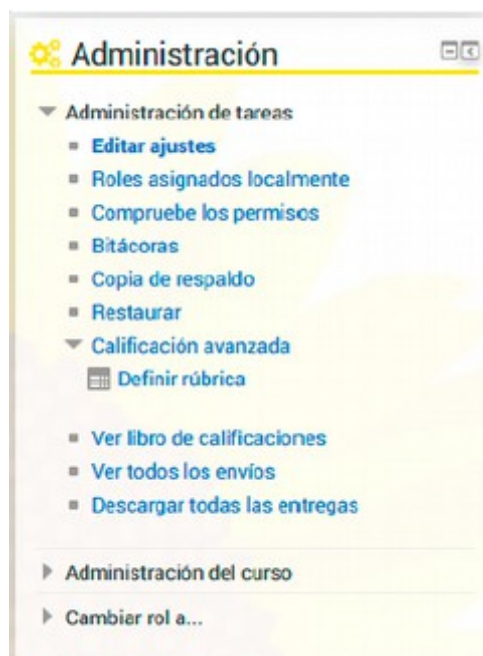 Administración
Administración de tareas
Editar ajustes
Roles asignados localmente
Compruebe los permisos
Bitácoras
Copia de respaldo
Restaurar
Calificación avanzada
Definir rúbrica
Ver libro de calificaciones
Ver todos los envíos
Descargar todas las entregas
Administración del curso
Cambiar rol a...